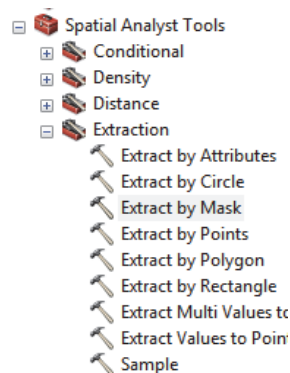 Spatial Analyst Tools
Conditional
Density
Distance
Extraction
Extract by Attributes
Extract by Circle
Extract by Mask
Extract by Points
Extract by Polygon
Extract by Rectangle
Extract Multi Values to
Extract Values to Point
Sample